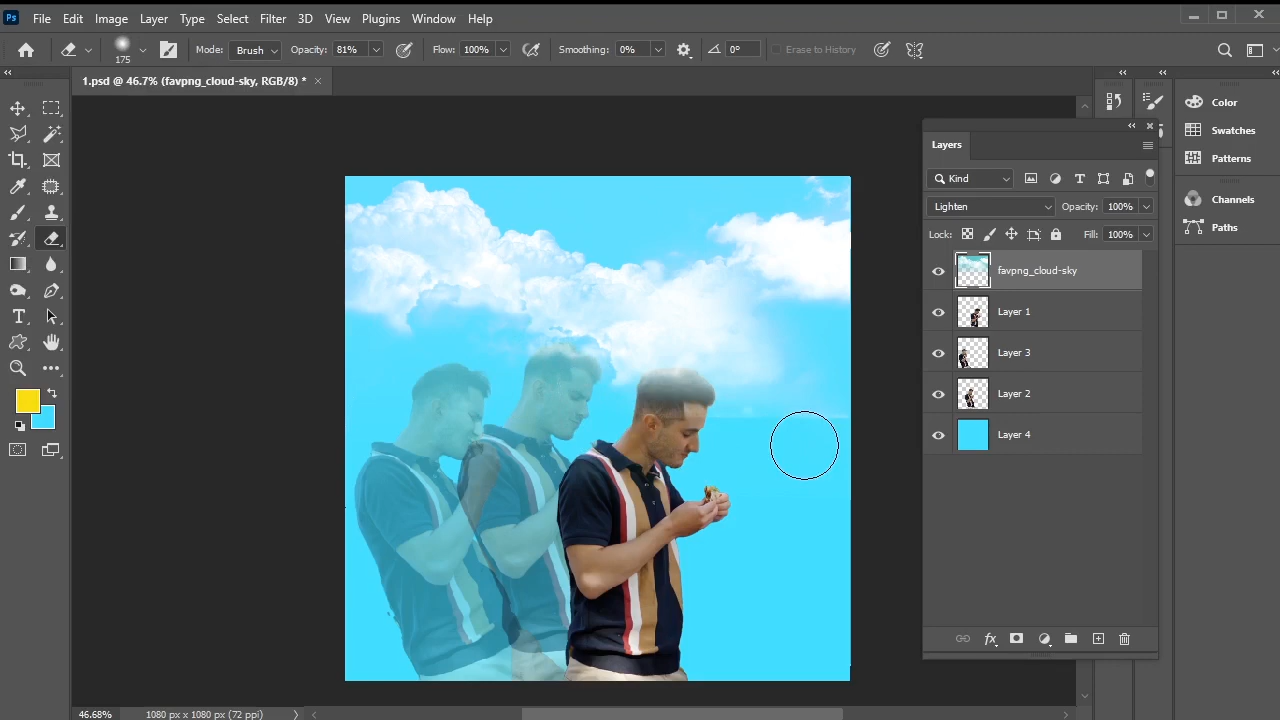 Ps File Edit Image Layer Type Select Filter 3D View Plugins Window Help
175 Mode: Brush Opacity: 81% Flow: 100% Smoothing: 0% 0° Erase to History
1.psd @ 46.7% (favpng_cloud-sky, RGB/8) *
Color
Swatches
Patterns
Channels
Paths
Layers
Kind
Lighten Opacity: 100%
Lock: Fill: 100%
favpng_cloud-sky
Layer 1
Layer 3
Layer 2
Layer 4
fx
46.68% 1080 px x 1080 px (72 ppi)